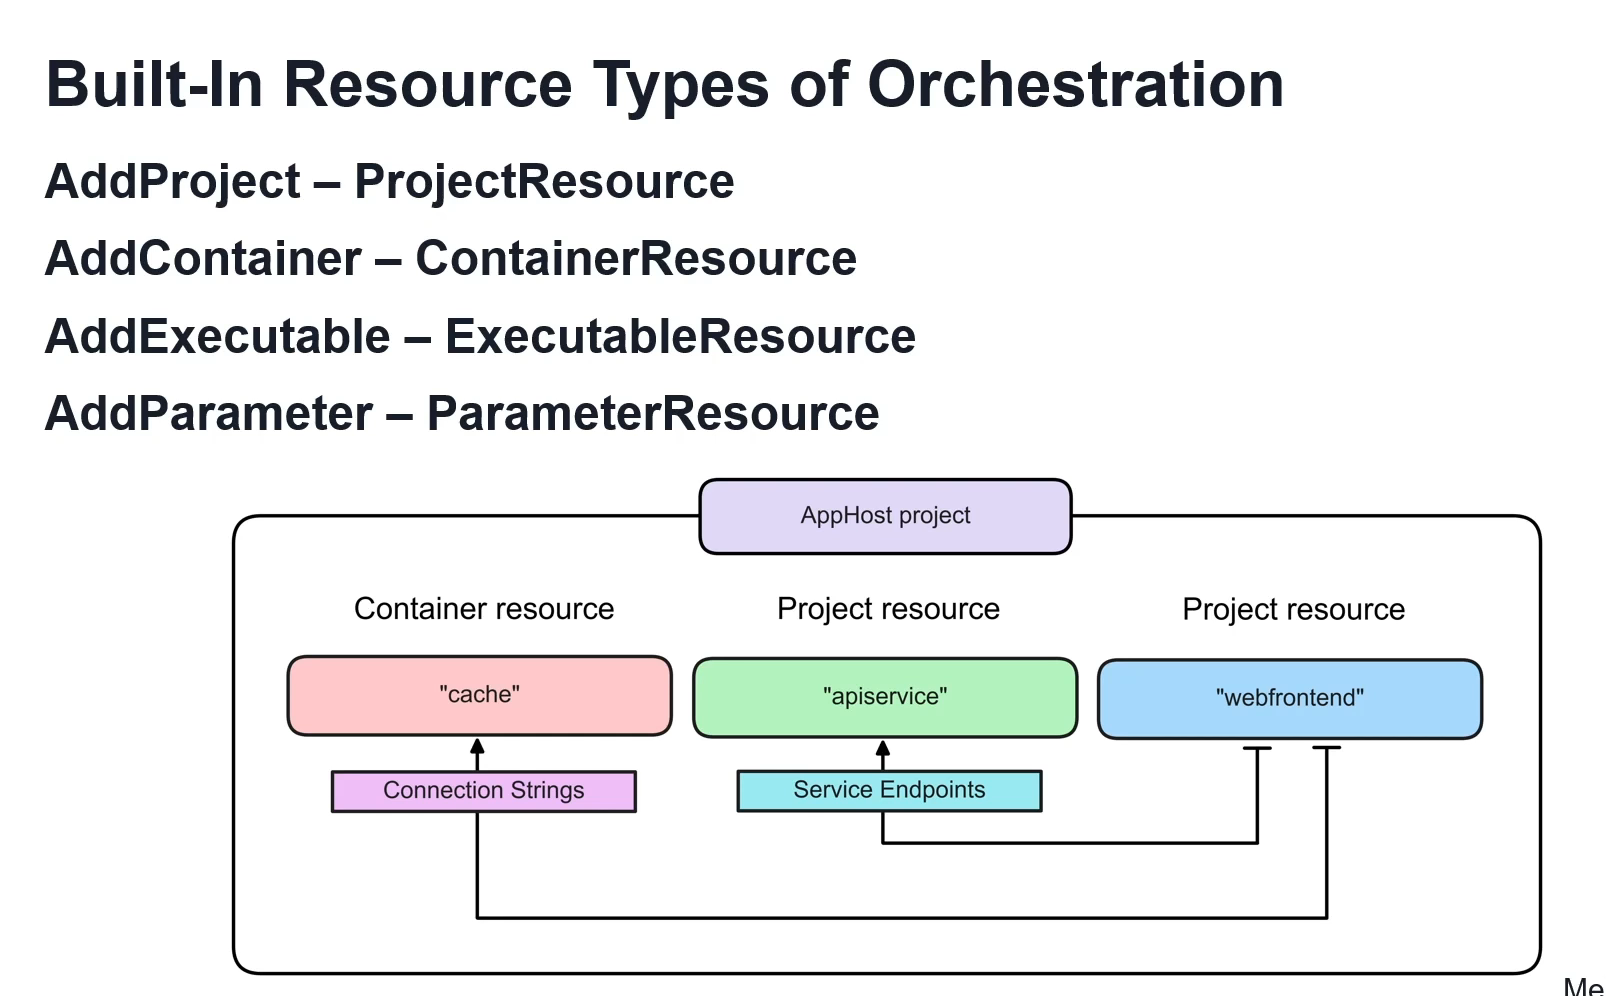 Built-In Resource Types of Orchestration
AddProject – ProjectResource
AddContainer – ContainerResource
AddExecutable – ExecutableResource
AddParameter – ParameterResource
AppHost project
Container resource
Project resource
Project resource
"cache"
"apiservice"
"webfrontend"
Connection Strings
Service Endpoints
Me